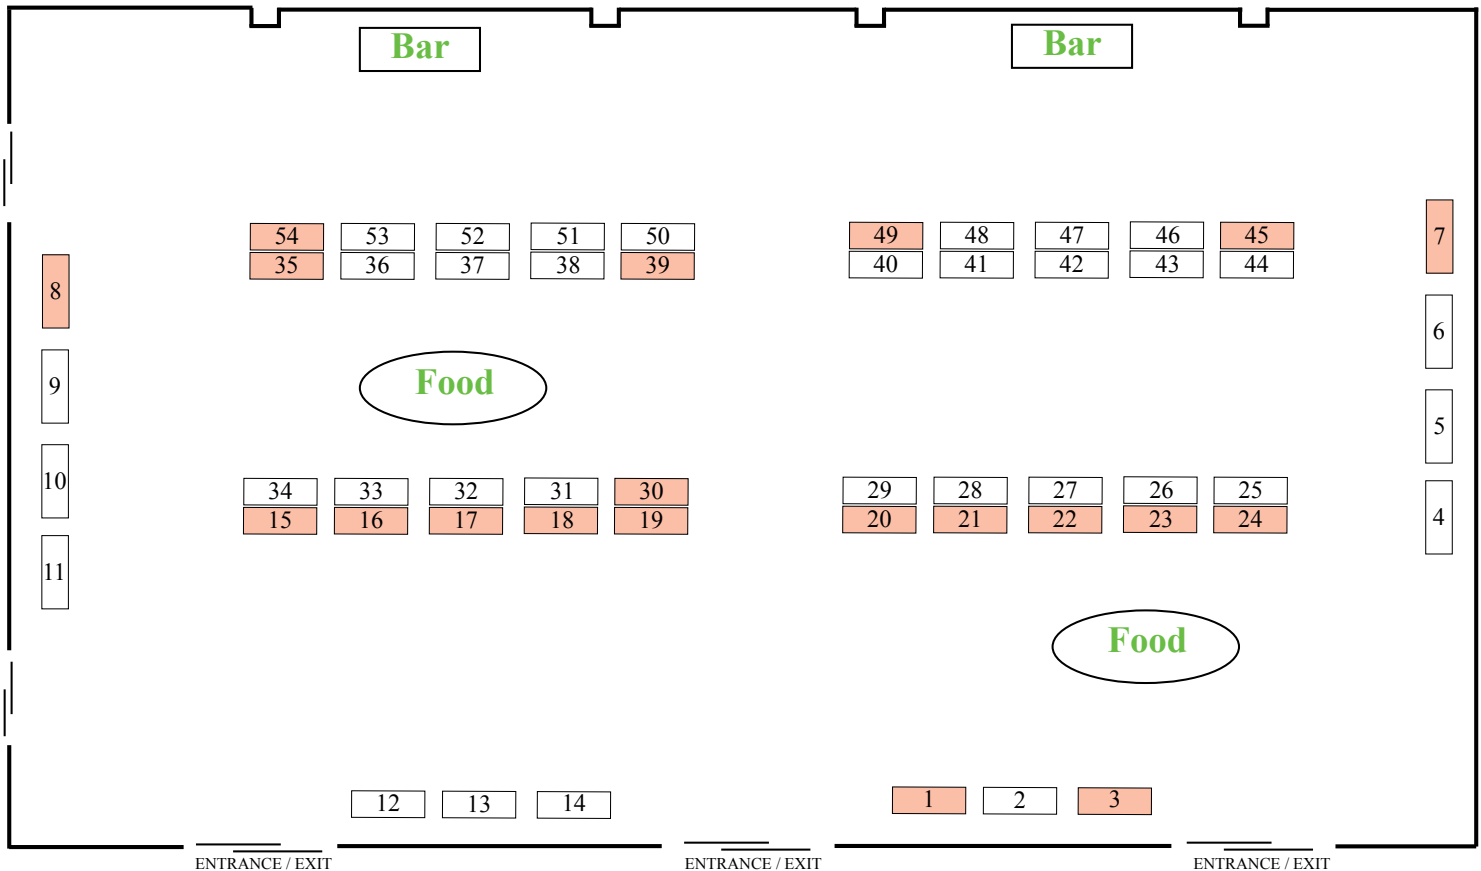 Bar
Bar
54 53 52 51 50 49 48 47 46 45
35 36 37 38 39 40 41 42 43 44
7
8
6
Food
9
5
10
34 33 32 31 30 29 28 27 26 25
15 16 17 18 19 20 21 22 23 24
4
11
Food
12 13 14 1 2 3
ENTRANCE / EXIT
ENTRANCE / EXIT
ENTRANCE / EXIT